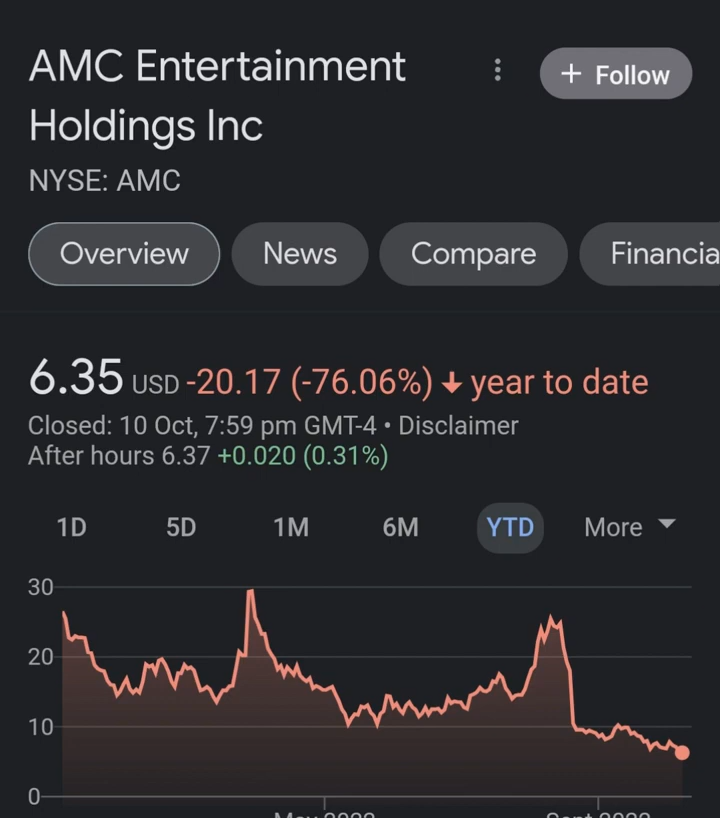 AMC Entertainment
Holdings Inc
+ Follow
NYSE: AMC
Overview
News
Compare
Financia
6.35 USD -20.17 (-76.06%) ↓ year to date
Closed: 10 Oct, 7:59 pm GMT-4 • Disclaimer
After hours 6.37 +0.020 (0.31%)
1D 5D 1M 6M YTD More
30
20
10
0